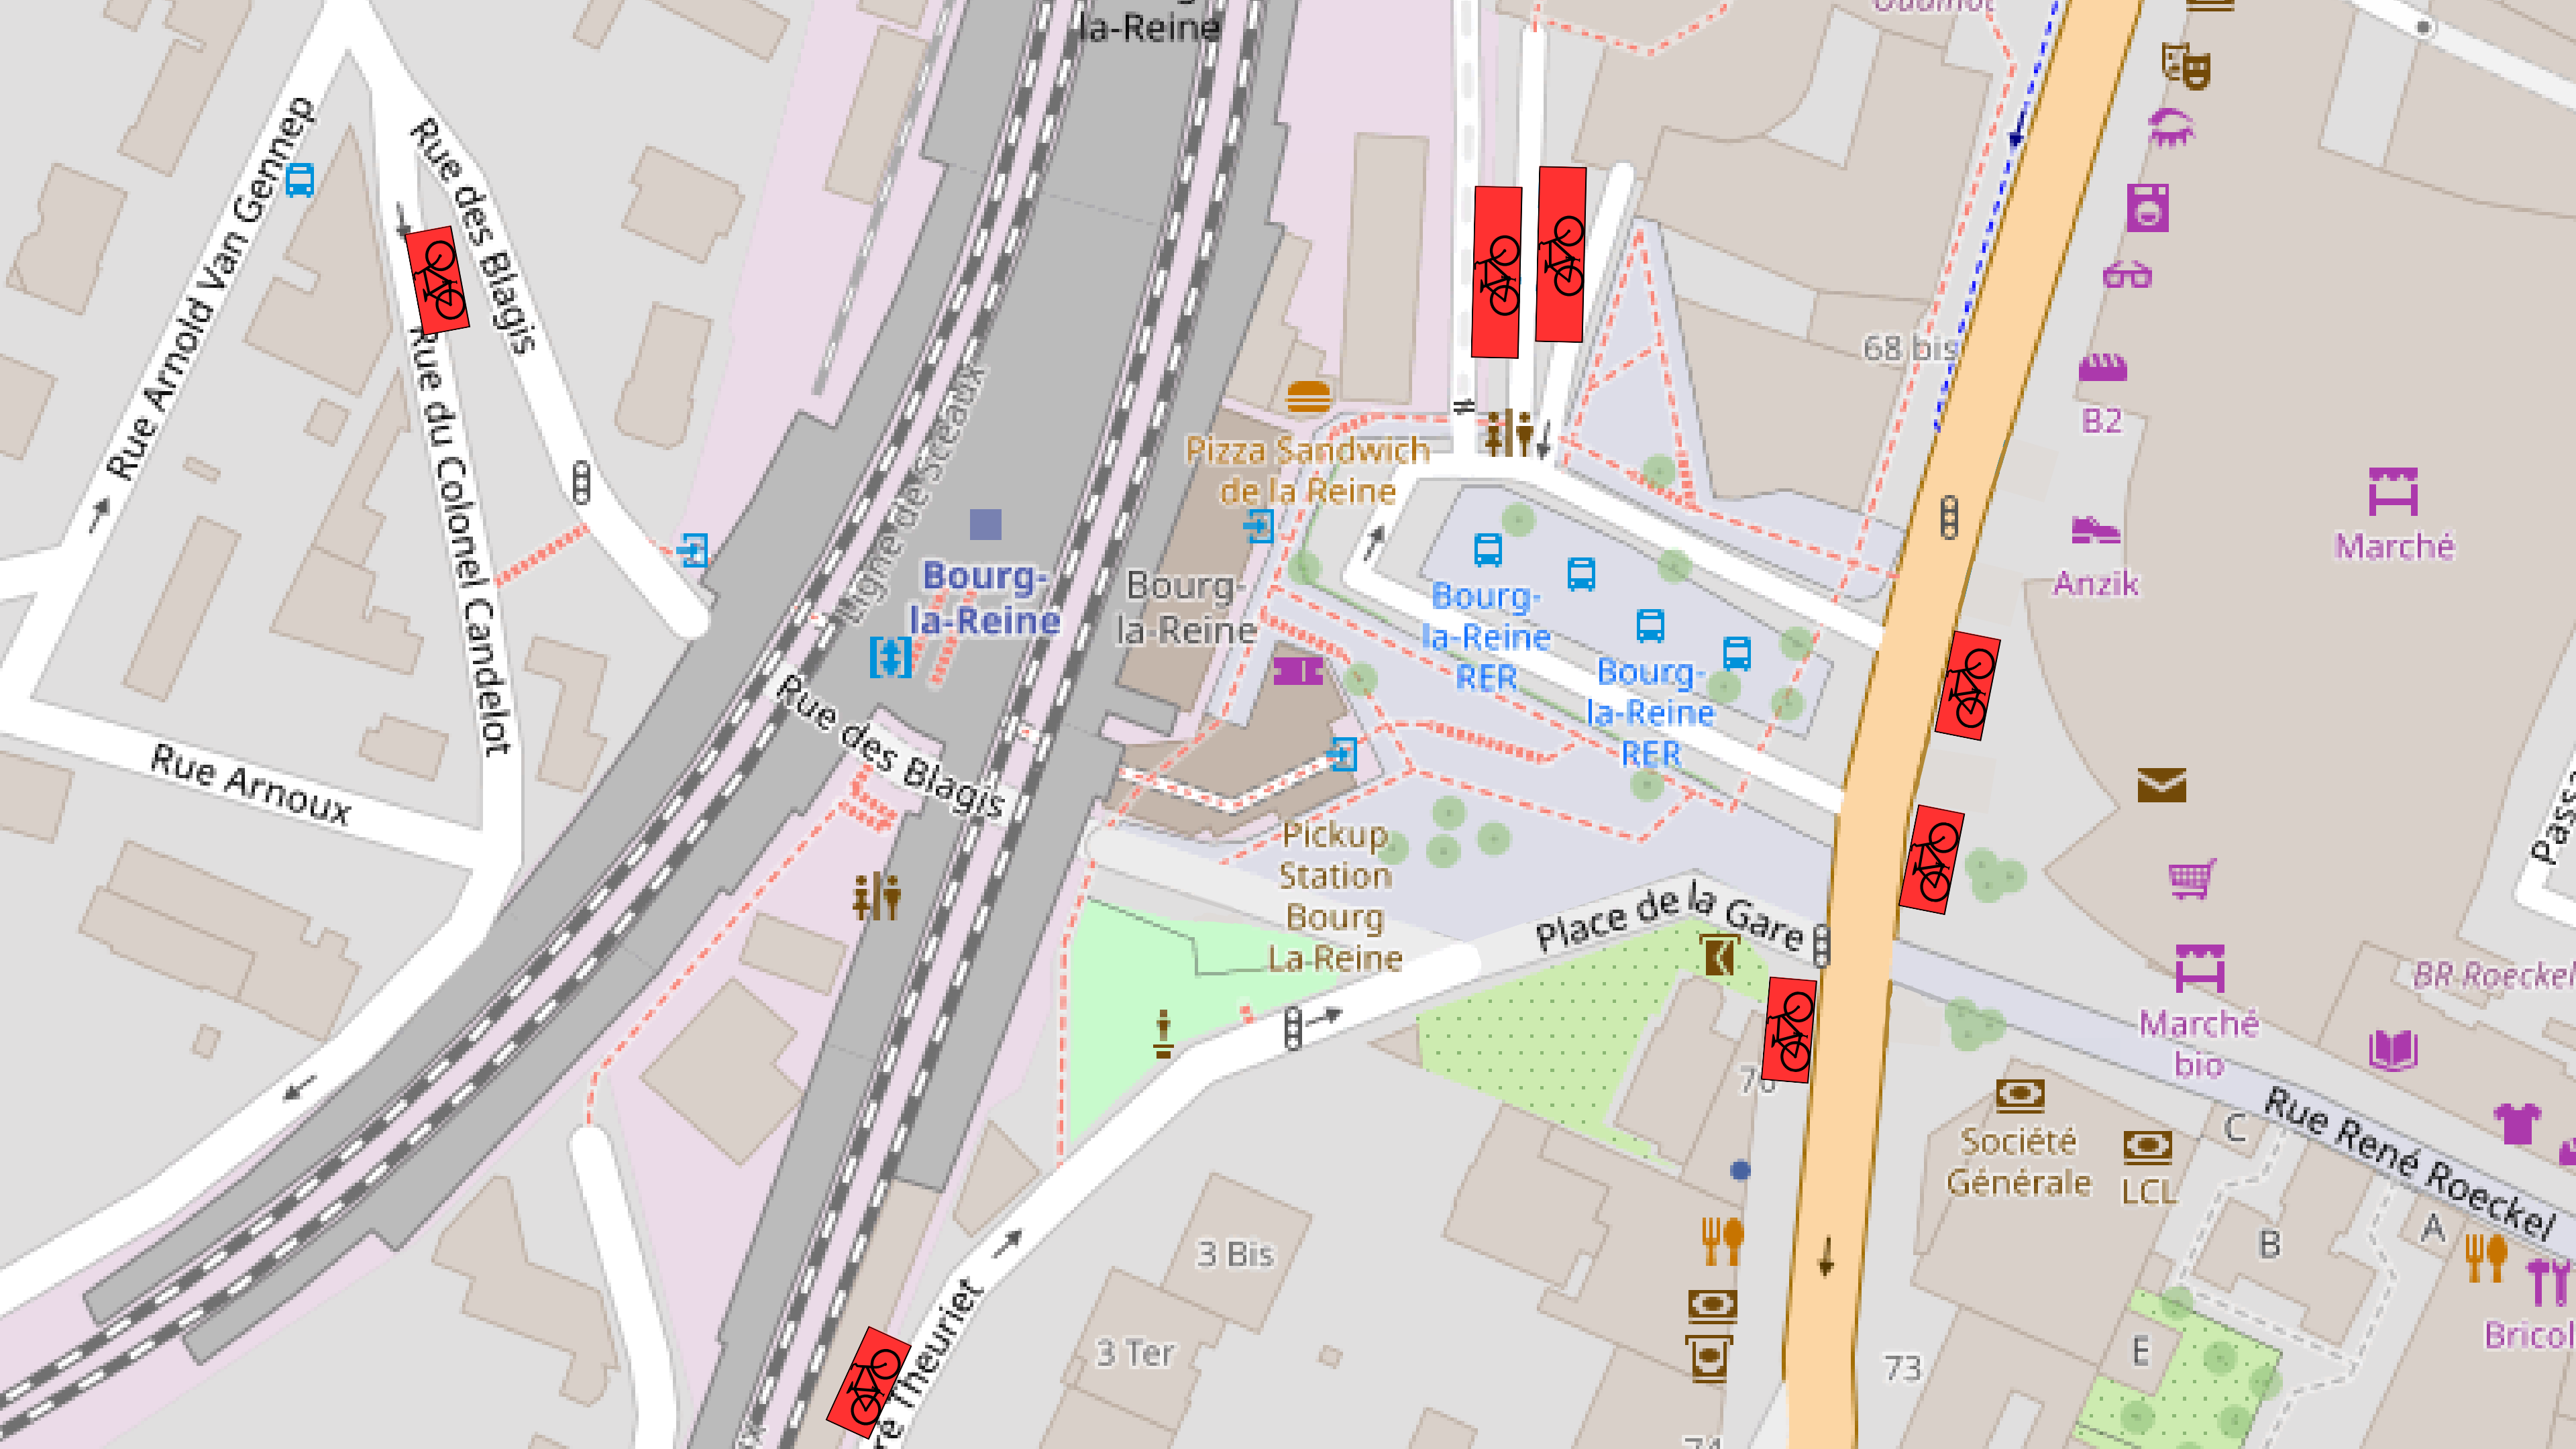 la-Reine
Rue Arnold Van Gennep
Rue des Blagis
Rue du Colonel Candelot
Rue Arnoux
Ligne de Sceaux
Bourg-
la-Reine
Bourg-
la-Reine
Rue des Blagis
Pizza Sandwich
de la Reine
Bourg-
la-Reine
RER
Bourg-
la-Reine
RER
68 bis
B2
Anzik
Marché
Pickup
Station
Bourg
La-Reine
Place de la Gare
BR Roeckel
Marché
bio
Rue René Roeckel
76
Société
Générale
LCL
C
B
A
E
3 Bis
3 Ter
73
74
Theuriet